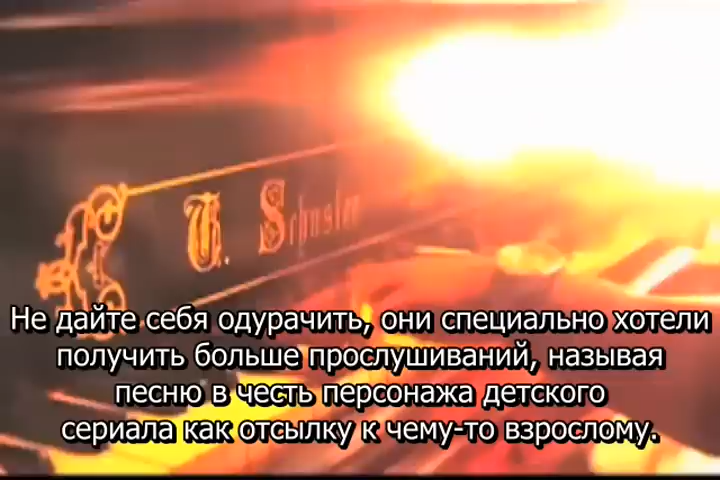 U. Schuster
Не дайте себя одурачить, они специально хотели
получить больше прослушиваний, называя
песню в честь персонажа детского
сериала как отсылку к чему-то взрослому.